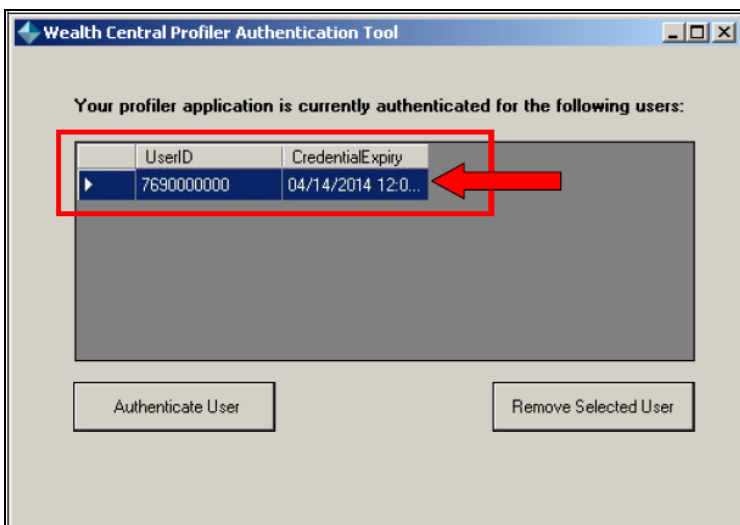 Wealth Central Profiler Authentication Tool
Your profiler application is currently authenticated for the following users:
UserID CredentialExpiry
7690000000 04/14/2014 12:0...
Authenticate User Remove Selected User